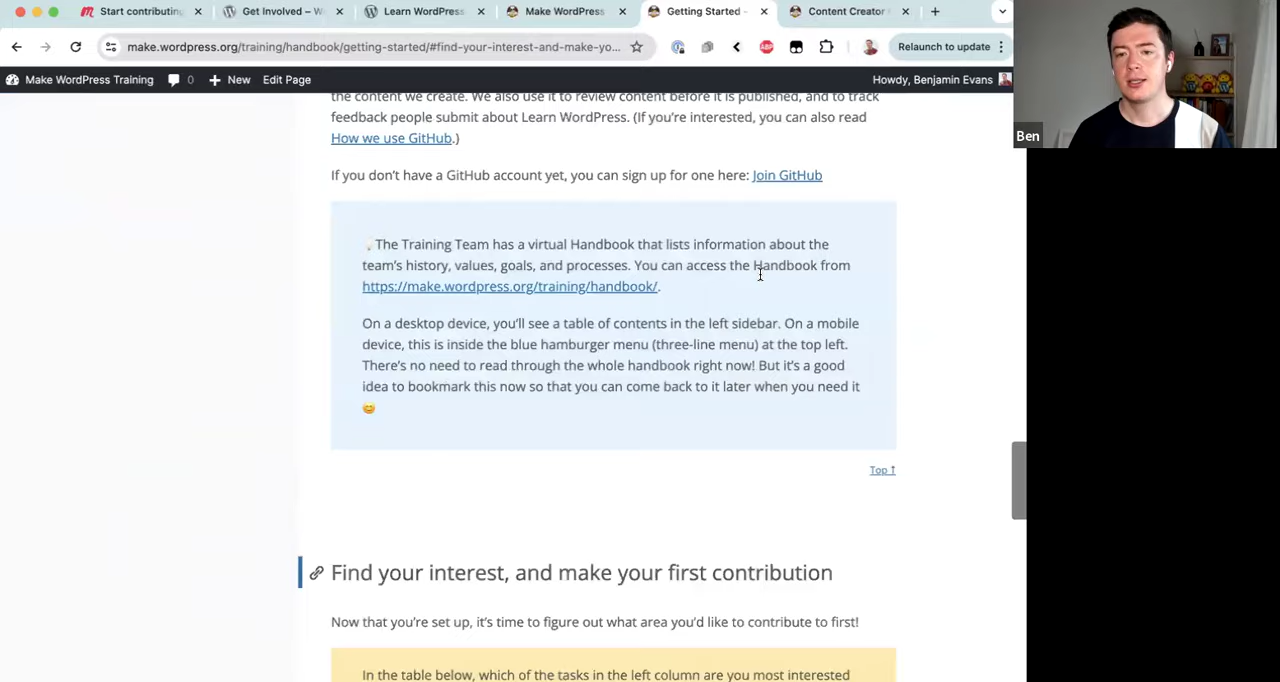 Start contributing
Get Involved – W
Learn WordPress
Make WordPress
Getting Started –
Content Creator
make.wordpress.org/training/handbook/getting-started/#find-your-interest-and-make-yo...
ABP
Relaunch to update
Make WordPress Training
0
New
Edit Page
Howdy, Benjamin Evans
Ben
the content we create. We also use it to review content before it is published, and to track
feedback people submit about Learn WordPress. (If you're interested, you can also read
How we use GitHub.)
If you don't have a GitHub account yet, you can sign up for one here: Join GitHub
The Training Team has a virtual Handbook that lists information about the
team's history, values, goals, and processes. You can access the Handbook from
https://make.wordpress.org/training/handbook/.
On a desktop device, you'll see a table of contents in the left sidebar. On a mobile
device, this is inside the blue hamburger menu (three-line menu) at the top left.
There's no need to read through the whole handbook right now! But it's a good
idea to bookmark this now so that you can come back to it later when you need it
😊
Top ↑
Find your interest, and make your first contribution
Now that you're set up, it's time to figure out what area you'd like to contribute to first!
In the table below, which of the tasks in the left column are you most interested